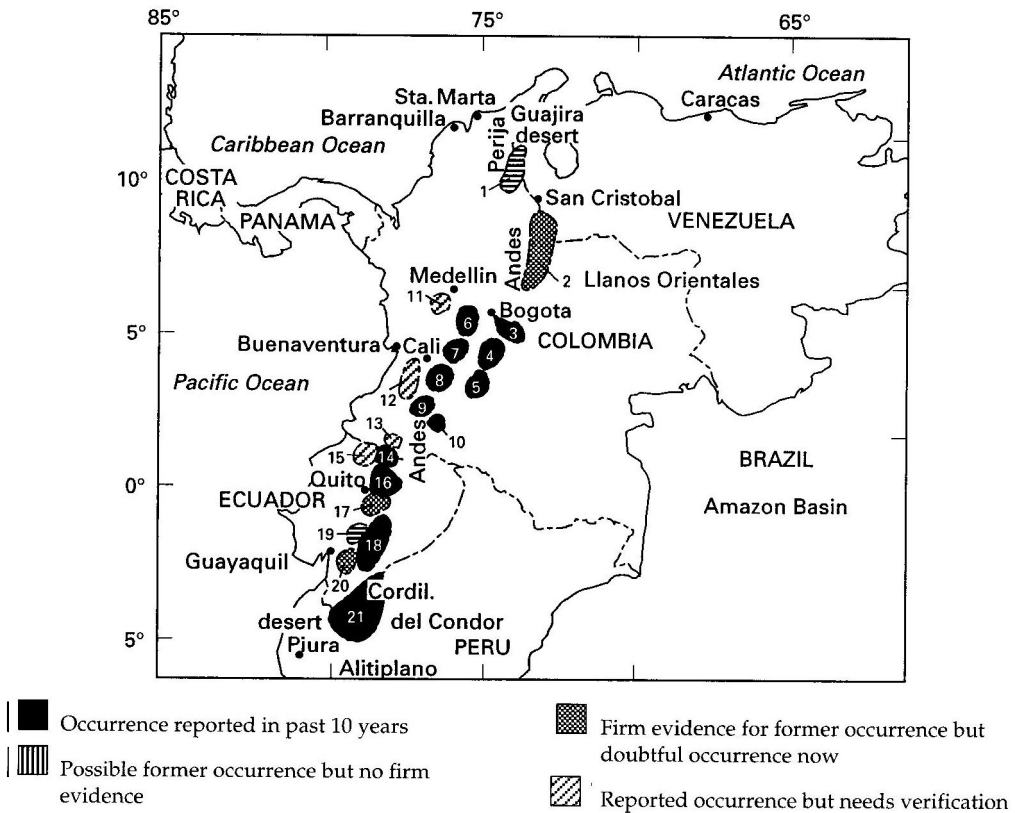 85°
75°
65°
Atlantic Ocean
Sta. Marta
Caracas
Barranquilla
Guajira
desert
Perija
Caribbean Ocean
10°
COSTA
RICA
1
San Cristobal
PANAMA
VENEZUELA
Andes
Medellin
2 Llanos Orientales
11
Bogota
6
3
5°
COLOMBIA
Buenaventura
Cali
7
4
Pacific Ocean
8
5
12
9
13
10
Andes
15
14
BRAZIL
Quito
16
0°
ECUADOR
17
Amazon Basin
19
18
Guayaquil
20
Cordil.
21
desert
del Condor
5°
Pjura
PERU
Alitiplano
Occurrence reported in past 10 years
Possible former occurrence but no firm
evidence
Firm evidence for former occurrence but
doubtful occurrence now
Reported occurrence but needs verification